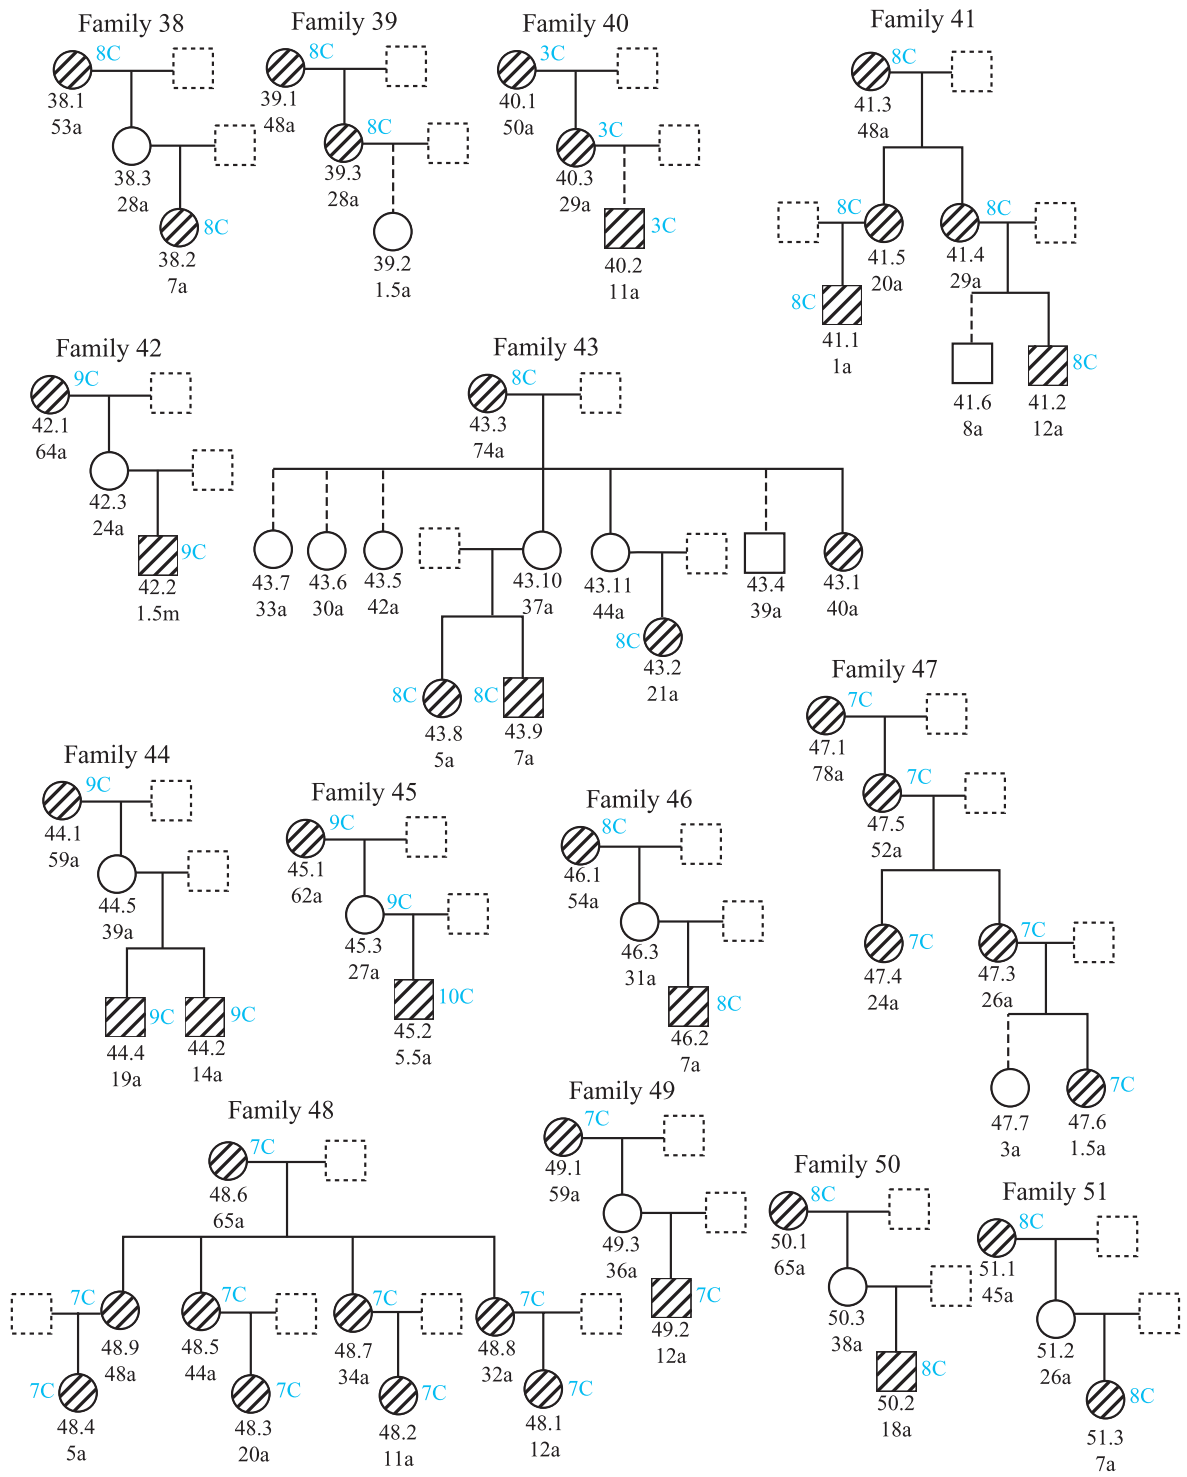 Family 38
8C
38.1
53a
38.3
28a
8C
38.2
7a
Family 39
8C
39.1
48a
8C
39.3
28a
39.2
1.5a
Family 40
3C
40.1
50a
3C
40.3
29a
3C
40.2
11a
Family 41
8C
41.3
48a
8C
41.5
20a
8C
41.4
29a
8C
41.1
1a
41.6
8a
8C
41.2
12a
Family 42
9C
42.1
64a
42.3
24a
9C
42.2
1.5m
Family 43
8C
43.3
74a
43.7
33a
43.6
30a
43.5
42a
43.10
37a
43.11
44a
43.4
39a
43.1
40a
8C
43.2
21a
8C
43.8
5a
8C
43.9
7a
Family 44
9C
44.1
59a
44.5
39a
9C
44.4
19a
9C
44.2
14a
Family 45
9C
45.1
62a
9C
45.3
27a
10C
45.2
5.5a
Family 46
8C
46.1
54a
46.3
31a
8C
46.2
7a
Family 47
7C
47.1
78a
7C
47.5
52a
7C
47.4
24a
7C
47.3
26a
47.7
3a
7C
47.6
1.5a
Family 48
7C
48.6
65a
7C
48.9
48a
7C
48.5
44a
7C
48.7
34a
7C
48.8
32a
7C
48.4
5a
7C
48.3
20a
7C
48.2
11a
7C
48.1
12a
Family 49
7C
49.1
59a
49.3
36a
7C
49.2
12a
Family 50
8C
50.1
65a
50.3
38a
8C
50.2
18a
Family 51
8C
51.1
45a
51.2
26a
8C
51.3
7a